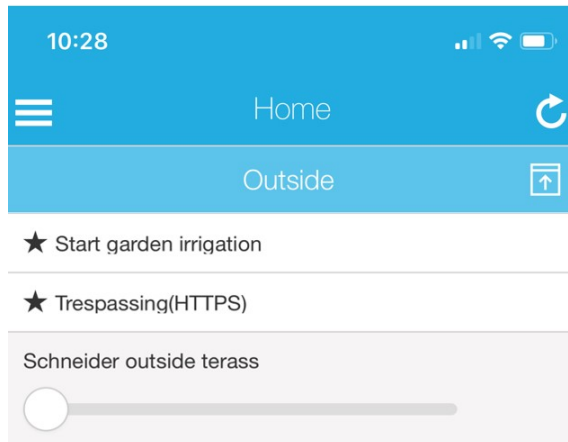 10:28
Home
Outside
★ Start garden irrigation
★ Trespassing(HTTPS)
Schneider outside terass